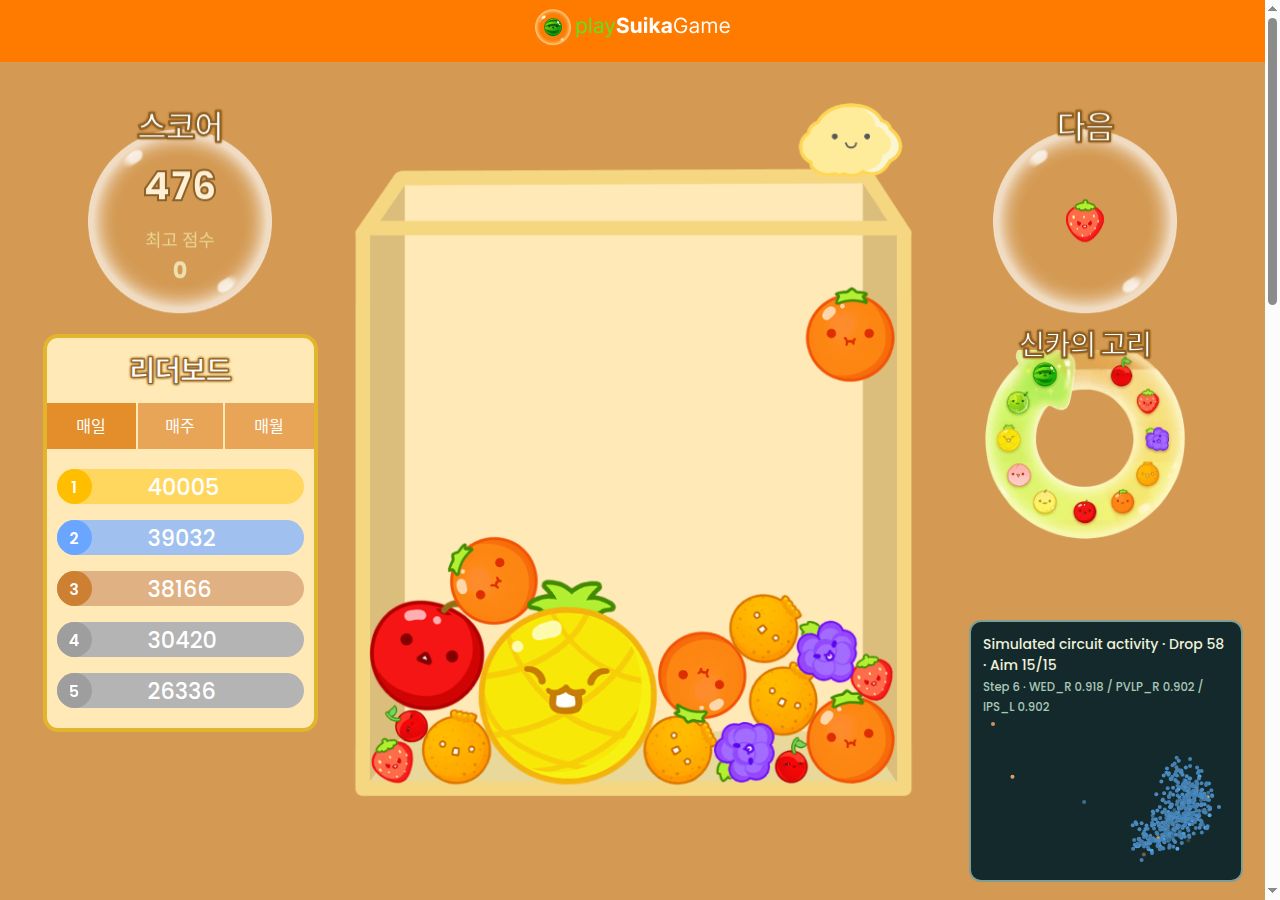 playSuikaGame
스코어
476
최고 점수
0
리더보드
매일 매주 매월
1 40005
2 39032
3 38166
4 30420
5 26336
다음
신카의 고리
Simulated circuit activity · Drop 58
· Aim 15/15
Step 6 · WED_R 0.918 / PVLP_R 0.902 /
IPS_L 0.902